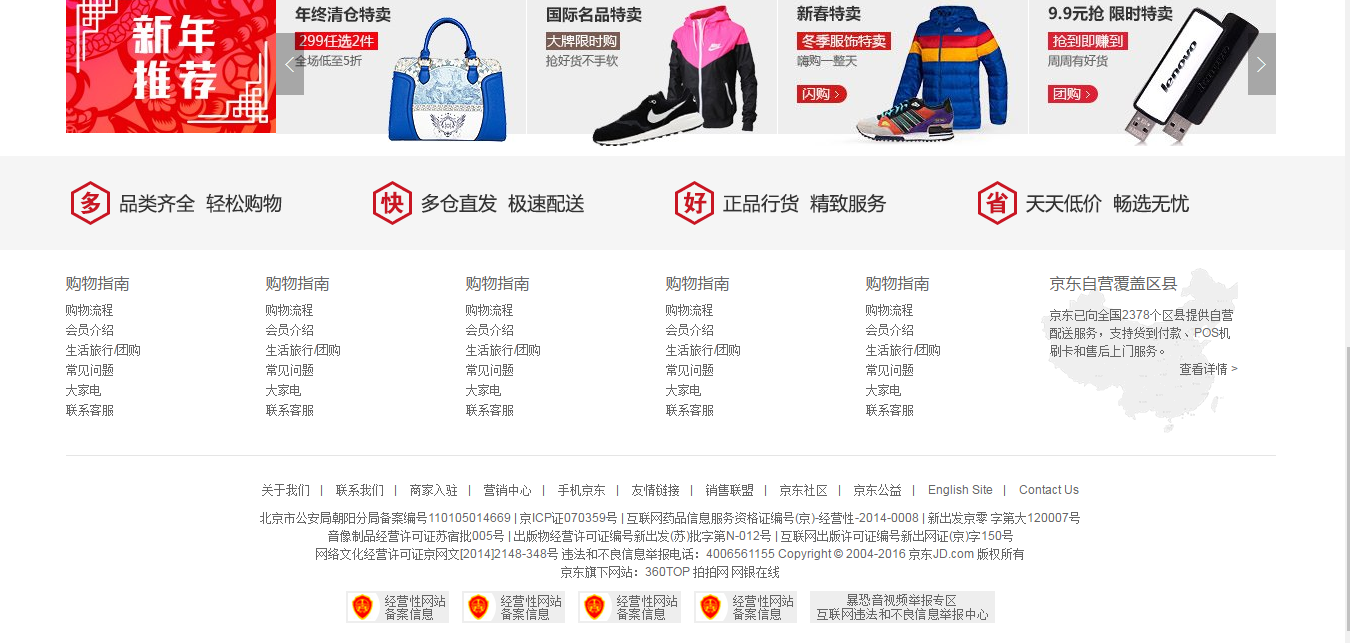 新年
推荐
年终清仓特卖
299任选2件
全场低至5折
国际名品特卖
大牌限时购
抢好货不手软
新春特卖
冬季服饰特卖
嗨购一整天
闪购 >
9.9元抢 限时特卖
抢到即赚到
周周有好货
团购 >
lenovo
多 品类齐全 轻松购物
快 多仓直发 极速配送
好 正品行货 精致服务
省 天天低价 畅选无忧
购物指南
购物流程
会员介绍
生活旅行/团购
常见问题
大家电
联系客服
购物指南
购物流程
会员介绍
生活旅行/团购
常见问题
大家电
联系客服
购物指南
购物流程
会员介绍
生活旅行/团购
常见问题
大家电
联系客服
购物指南
购物流程
会员介绍
生活旅行/团购
常见问题
大家电
联系客服
购物指南
购物流程
会员介绍
生活旅行/团购
常见问题
大家电
联系客服
京东自营覆盖区县
京东已向全国2378个区县提供自营
配送服务，支持货到付款、POS机
刷卡和售后上门服务。
查看详情 >
关于我们 | 联系我们 | 商家入驻 | 营销中心 | 手机京东 | 友情链接 | 销售联盟 | 京东社区 | 京东公益 | English Site | Contact Us
北京市公安局朝阳分局备案编号110105014669 | 京ICP证070359号 | 互联网药品信息服务资格证编号(京)-经营性-2014-0008 | 新出发京零 字第大120007号
音像制品经营许可证苏宿批005号 | 出版物经营许可证编号新出发(苏)批字第N-012号 | 互联网出版许可证编号新出网证(京)字150号
网络文化经营许可证京网文[2014]2148-348号 违法和不良信息举报电话：4006561155 Copyright © 2004-2016 京东JD.com 版权所有
京东旗下网站：360TOP 拍拍网 网银在线
经营性网站
备案信息
经营性网站
备案信息
经营性网站
备案信息
经营性网站
备案信息
暴恐音视频举报专区
互联网违法和不良信息举报中心